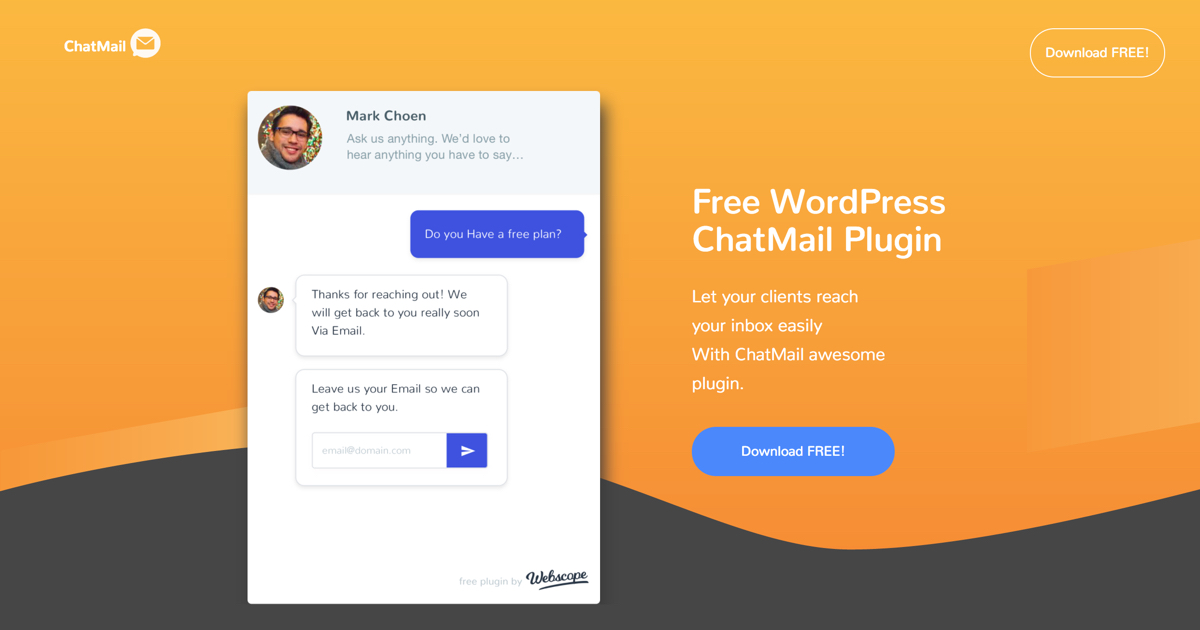 ChatMail
Download FREE!
Mark Choen
Ask us anything. We'd love to
hear anything you have to say...
Do you Have a free plan?
Thanks for reaching out! We
will get back to you really soon
Via Email.
Leave us your Email so we can
get back to you.
email@domain.com
free plugin by Webscope
Free WordPress
ChatMail Plugin
Let your clients reach
your inbox easily
With ChatMail awesome
plugin.
Download FREE!